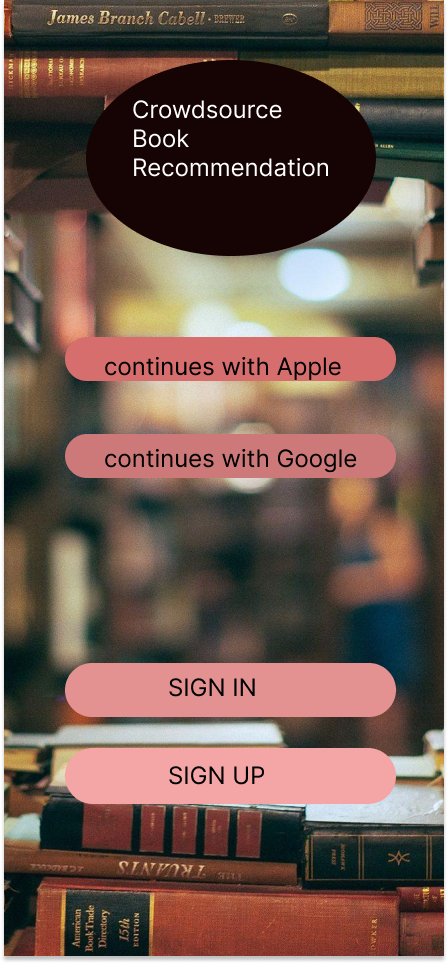 James Branch Cabell · BREWER
Crowdsource
Book
Recommendation
continues with Apple
continues with Google
SIGN IN
SIGN UP
THE TRUANTS
American
Book Trade
Directory
15th
EDITION